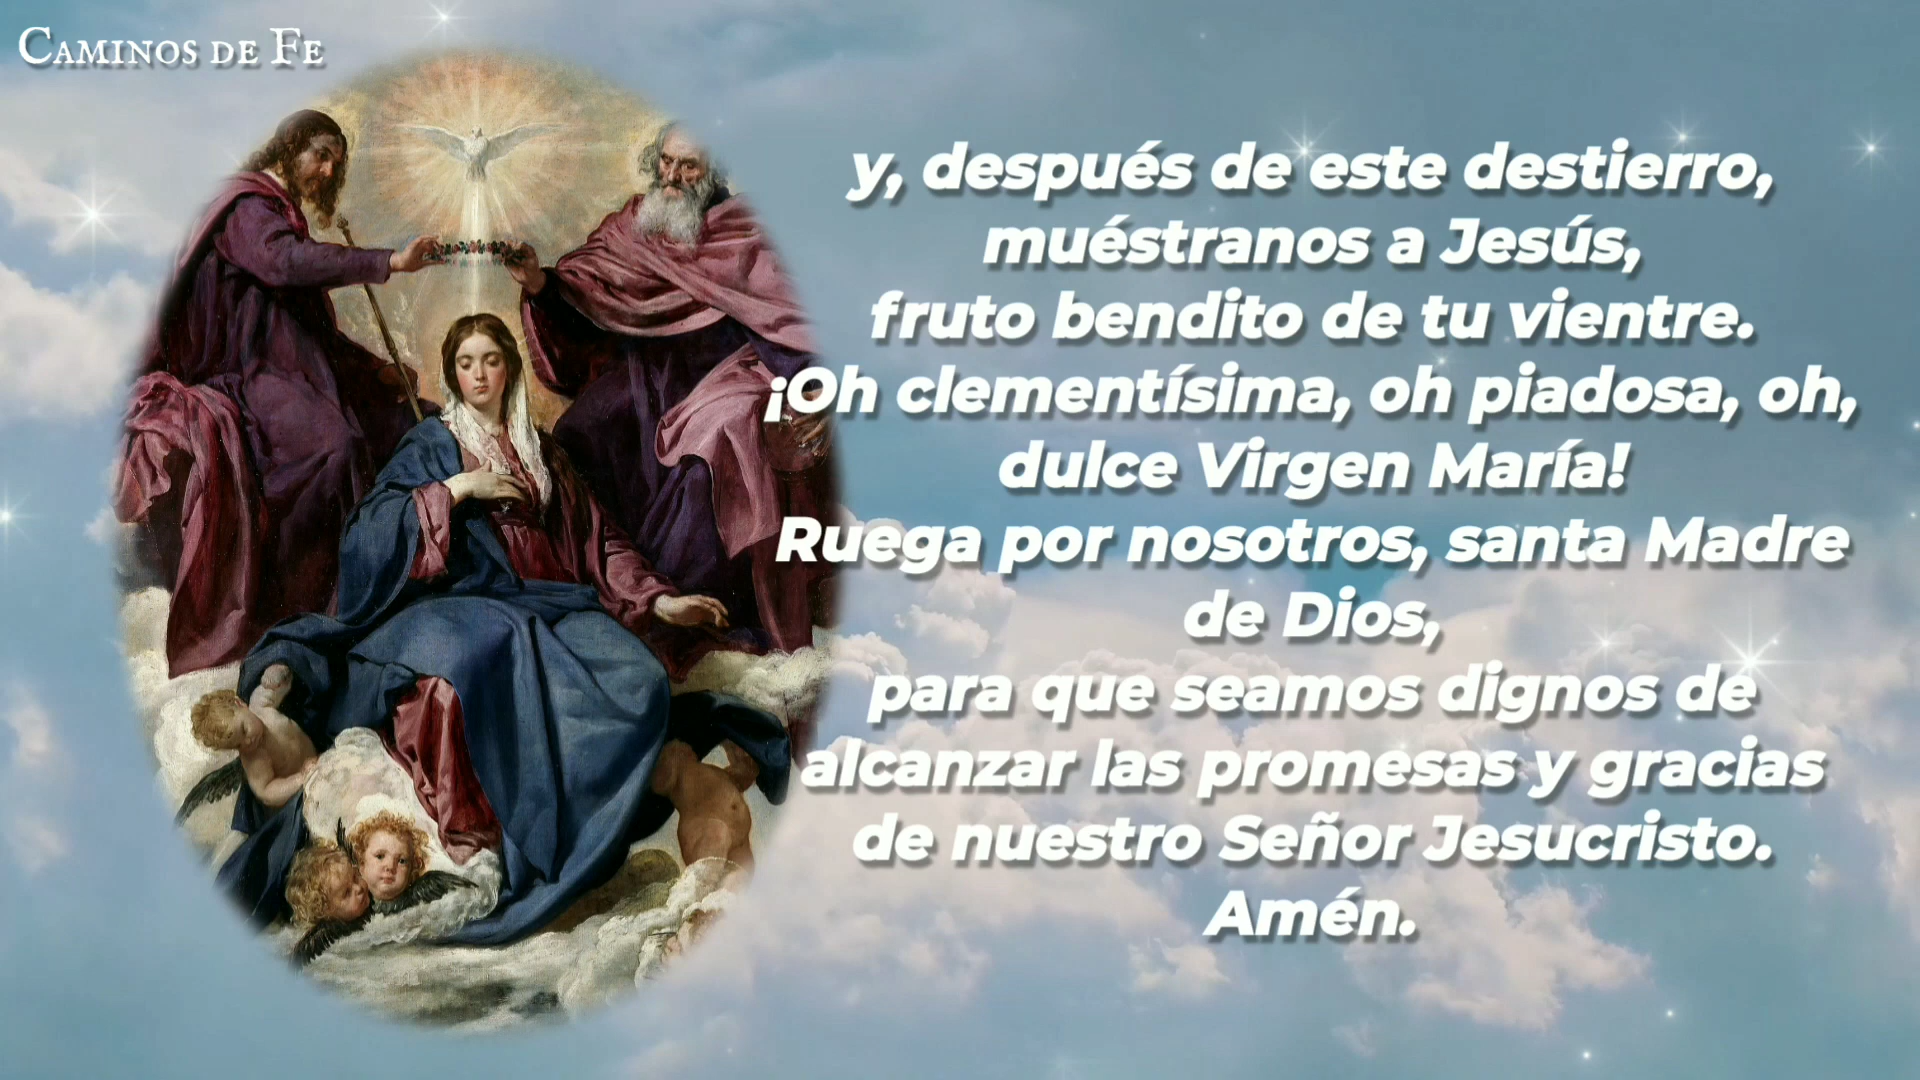 Caminos de Fe
y, después de este destierro,
muéstranos a Jesús,
fruto bendito de tu vientre.
¡Oh clementísima, oh piadosa, oh,
dulce Virgen María!
Ruega por nosotros, santa Madre
de Dios,
para que seamos dignos de
alcanzar las promesas y gracias
de nuestro Señor Jesucristo.
Amén.